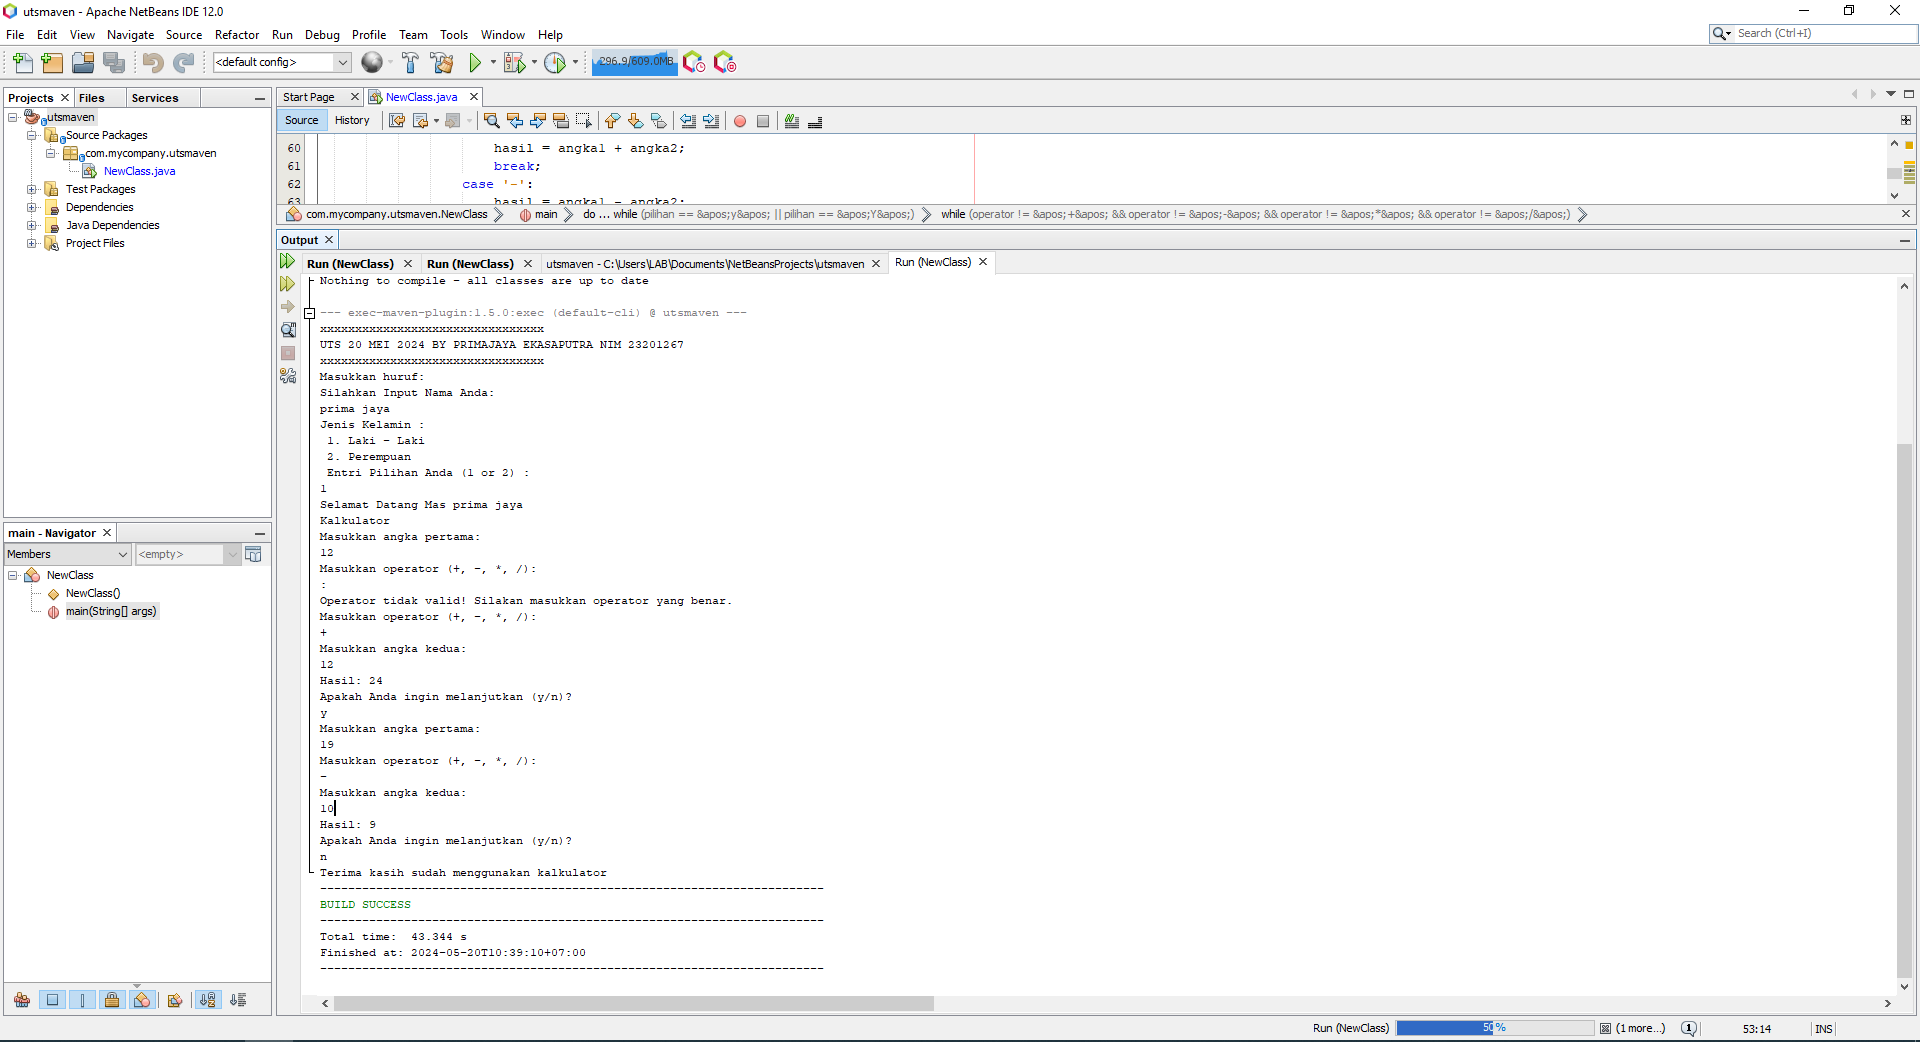 utsmaven - Apache NetBeans IDE 12.0
File Edit View Navigate Source Refactor Run Debug Profile Team Tools Window Help
Search (Ctrl+I)
<default config>
296.9/609.0MB
Projects Files Services
utsmaven
Source Packages
com.mycompany.utsmaven
NewClass.java
Test Packages
Dependencies
Java Dependencies
Project Files
main - Navigator
Members <empty>
NewClass
NewClass()
main(String[] args)
Start Page NewClass.java
Source History
60 hasil = angka1 + angka2;
61 break;
62 case '-':
63 hasil = angka1 - angka2;
com.mycompany.utsmaven.NewClass main do ... while (pilihan == &apos;y&apos; || pilihan == &apos;Y&apos;) while (operator != &apos;+&apos; && operator != &apos;-&apos; && operator != &apos;*&apos; && operator != &apos;/&apos;)
Output
Run (NewClass) Run (NewClass) utsmaven - C:\Users\LAB\Documents\NetBeansProjects\utsmaven Run (NewClass)
Nothing to compile - all classes are up to date
--- exec-maven-plugin:1.5.0:exec (default-cli) @ utsmaven ---
xxxxxxxxxxxxxxxxxxxxxxxxxxxxxxxx
UTS 20 MEI 2024 BY PRIMAJAYA EKASAPUTRA NIM 23201267
xxxxxxxxxxxxxxxxxxxxxxxxxxxxxxxx
Masukkan huruf:
Silahkan Input Nama Anda:
prima jaya
Jenis Kelamin :
1. Laki - Laki
2. Perempuan
Entri Pilihan Anda (1 or 2) :
1
Selamat Datang Mas prima jaya
Kalkulator
Masukkan angka pertama:
12
Masukkan operator (+, -, *, /):
:
Operator tidak valid! Silakan masukkan operator yang benar.
Masukkan operator (+, -, *, /):
+
Masukkan angka kedua:
12
Hasil: 24
Apakah Anda ingin melanjutkan (y/n)?
y
Masukkan angka pertama:
19
Masukkan operator (+, -, *, /):
-
Masukkan angka kedua:
10
Hasil: 9
Apakah Anda ingin melanjutkan (y/n)?
n
Terima kasih sudah menggunakan kalkulator
------------------------------------------------------------------------
BUILD SUCCESS
------------------------------------------------------------------------
Total time: 43.344 s
Finished at: 2024-05-20T10:39:10+07:00
------------------------------------------------------------------------
Run (NewClass) 50% (1 more...) 1 53:14 INS